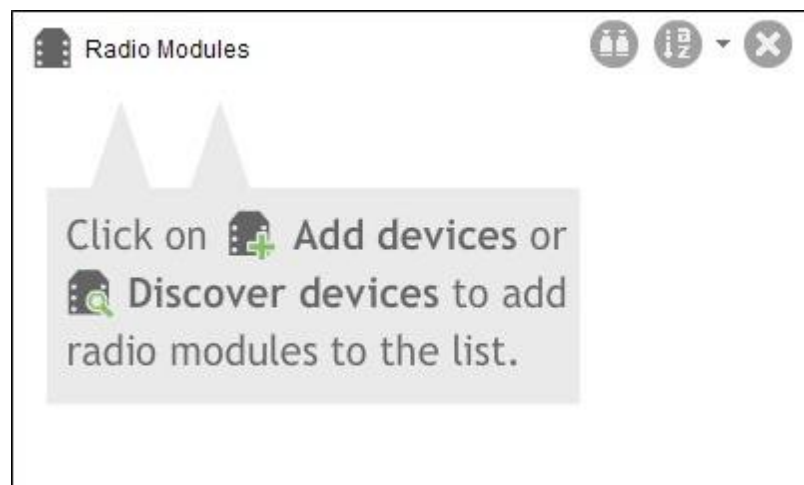 Radio Modules
Click on Add devices or
Discover devices to add
radio modules to the list.